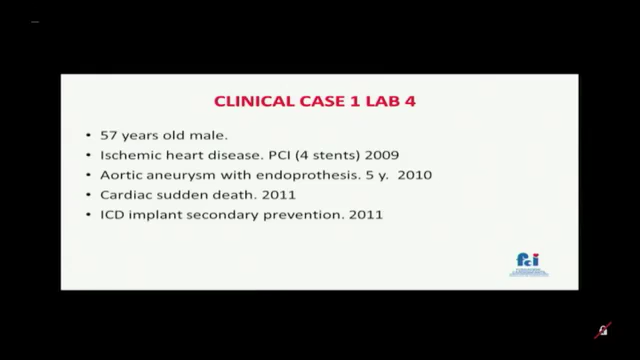 CLINICAL CASE 1 LAB 4
• 57 years old male.
• Ischemic heart disease. PCI (4 stents) 2009
• Aortic aneurysm with endoprothesis. 5 y. 2010
• Cardiac sudden death. 2011
• ICD implant secondary prevention. 2011
fci